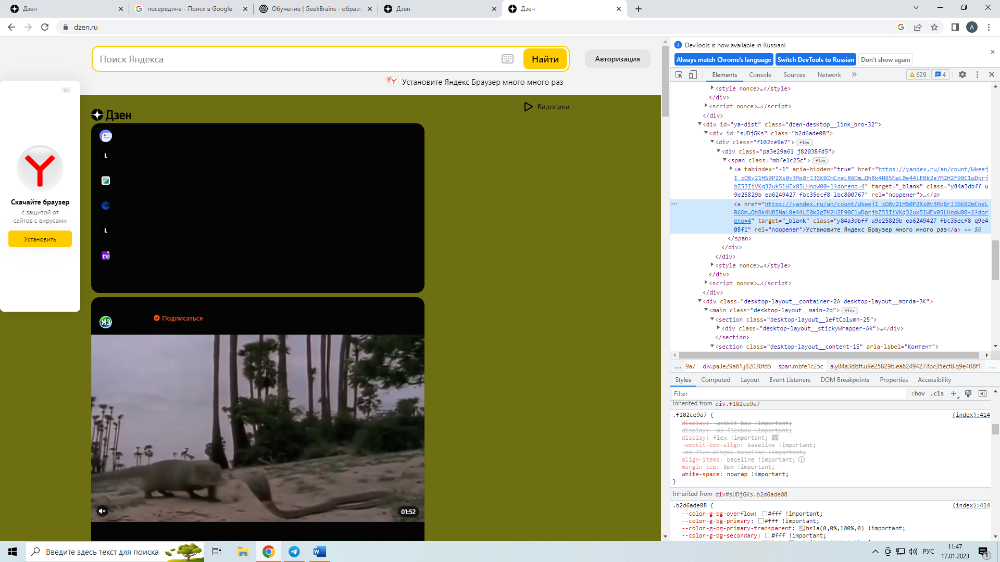 Дзен
посередине - Поиск в Google
Обучение | GeekBrains - образо
Дзен
Дзен
dzen.ru
A
Поиск Яндекса
Найти
Авторизация
Установите Яндекс Браузер много много раз
0+
Скачайте браузер
с защитой от
сайтов с вирусами
Установить
Видосики
Дзен
L
L
ré
ХЗ
Подписаться
01:52
DevTools is now available in Russian!
Always match Chrome's language
Switch DevTools to Russian
Don't show again
Elements
Console
Sources
Network
629
4
<style nonce>…</style>
</div>
<script nonce>…</script>
</div>
<div id="ya-dist" class="dzen-desktop__link_bro-32">
<div id="sUDjGKs" class="b2d6ade08">
<div class="f102ce9a7"> flex
<div class="pa3e29a61 j82038fd5">
<span class="mbfe1c25c"> flex
<a tabindex="-1" aria-hidden="true" href="https://yandex.ru/an/count/WkeejI_zO8y21HS0P2Xs0y3Mq8rJJGK0ZmCneLR6Om…QhBk4N85NaL0e44LE0k2g7M2H2F90C1wDprjbZ53IiVKq32uk5lWEx05LHnpW00~1?doreno=4" target="_blank" class="y84a3dbff u9e25829b ea6249427 fbc35ecf8 lbc800767" rel="noopener">…</a>
<a href="https://yandex.ru/an/count/WkeejI_zO8y21HS0P2Xs0y3Mq8rJJGK0ZmCneLR6Om…QhBk4N85NaL0e44LE0k2g7M2H2F90C1wDprjbZ53IiVKq32uk5lWEx05LHnpW00~1?doreno=4" target="_blank" class="y84a3dbff u9e25829b ea6249427 fbc35ecf8 q9e408f1" rel="noopener">Установите Яндекс Браузер много много раз</a> == $0
</span>
</div>
</div>
<style nonce>…</style>
</div>
<script nonce>…</script>
</div>
<div class="desktop-layout__container-2A desktop-layout__morda-3K">
<main class="desktop-layout__main-2q"> flex
<section class="desktop-layout__leftColumn-25">
<div class="desktop-layout__stickyWrapper-Ak">…</div>
</section>
<section class="desktop-layout__content-1S" aria-label="Контент">
… 9a7 div.pa3e29a61.j82038fd5 span.mbfe1c25c a.y84a3dbff.u9e25829b.ea6249427.fbc35ecf8.q9e408f1 …
Styles
Computed
Layout
Event Listeners
DOM Breakpoints
Properties
Accessibility
Filter
:hov .cls
Inherited from div.f102ce9a7
.f102ce9a7 { (index):414
display: -webkit-box !important;
display: -ms-flexbox !important;
display: flex !important;
-webkit-box-align: baseline !important;
-ms-flex-align: baseline !important;
align-items: baseline !important;
margin-top: 8px !important;
white-space: nowrap !important;
}
Inherited from div#sUDjGKs.b2d6ade08
.b2d6ade08 { (index):414
--color-g-bg-overflow: #fff !important;
--color-g-bg-primary: #fff !important;
--color-g-bg-primary-transparent: hsla(0,0%,100%,0) !important;
--color-g-bg-secondary: #fff !important;
Введите здесь текст для поиска
РУС
11:47
17.01.2023
1